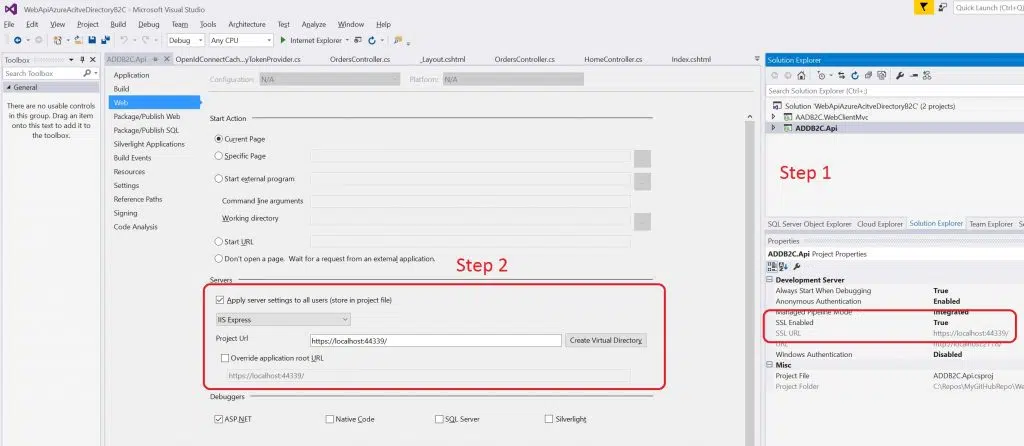 WebApiAzureAcitveDirectoryB2C - Microsoft Visual Studio
Quick Launch (Ctrl+Q)
File Edit View Project Build Debug Team Tools Architecture Test Analyze Window Help
Debug Any CPU Internet Explorer
Toolbox
Search Toolbox
General
There are no usable controls
in this group. Drag an item
onto this text to add it to
the toolbox.
ADDB2C.Api OpenIdConnectCach...yTokenProvider.cs OrdersController.cs _Layout.cshtml OrdersController.cs HomeController.cs Index.cshtml
Application
Build
Web
Package/Publish Web
Package/Publish SQL
Silverlight Applications
Build Events
Resources
Settings
Reference Paths
Signing
Code Analysis
Configuration: N/A Platform: N/A
Start Action
Current Page
Specific Page
Start external program
Command line arguments
Working directory
Start URL
Don't open a page. Wait for a request from an external application.
Step 2
Servers
Apply server settings to all users (store in project file)
IIS Express
Project Url https://localhost:44339/ Create Virtual Directory
Override application root URL
https://localhost:44339/
Debuggers
ASP.NET Native Code SQL Server Silverlight
Solution Explorer
Search Solution Explorer (Ctrl+;)
Solution 'WebApiAzureAcitveDirectoryB2C' (2 projects)
AADB2C.WebClientMvc
ADDB2C.Api
Step 1
SQL Server Object Explorer Cloud Explorer Solution Explorer Team Explorer
Properties
ADDB2C.Api Project Properties
Development Server
Always Start When Debugging True
Anonymous Authentication Enabled
Managed Pipeline Mode Integrated
SSL Enabled True
SSL URL https://localhost:44339/
URL
Windows Authentication Disabled
Misc
Project File ADDB2C.Api.csproj
Project Folder C:\Repos\MyGitHubRepo\We